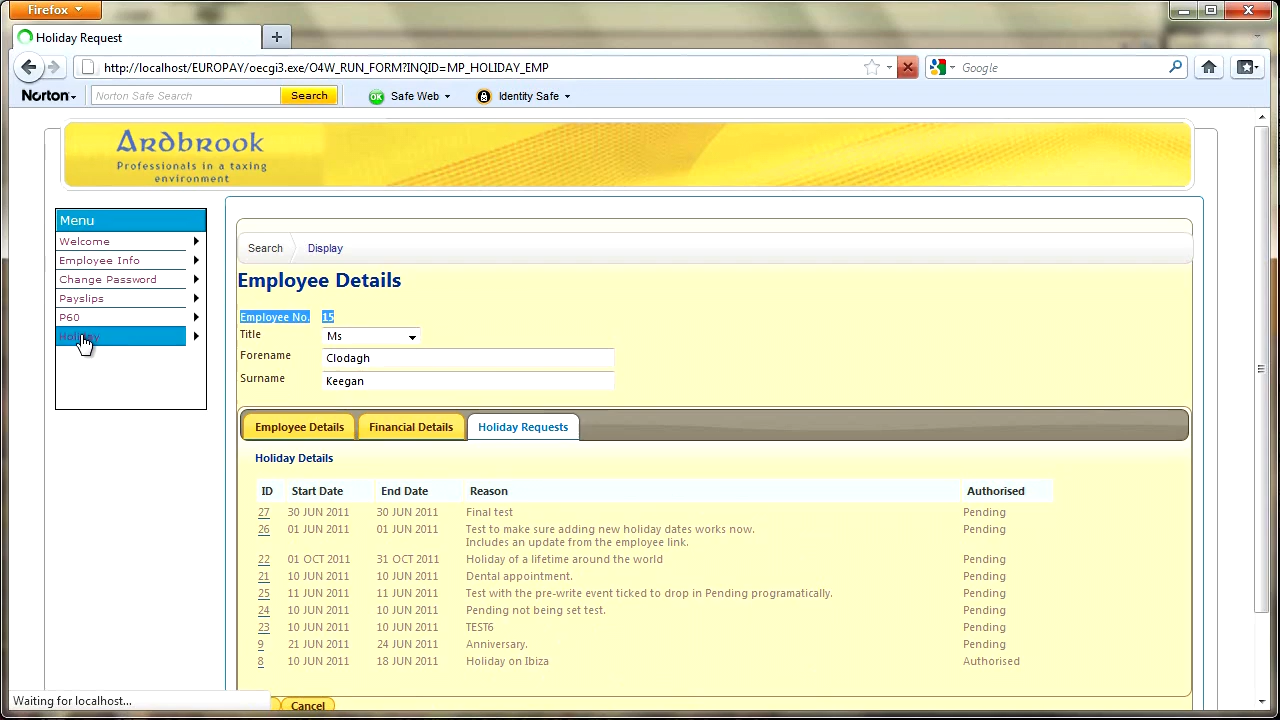 Firefox
Holiday Request
http://localhost/EUROPAY/oecgi3.exe/O4W_RUN_FORM?INQID=MP_HOLIDAY_EMP
Google
Norton
Norton Safe Search
Search
OK
Safe Web
Identity Safe
Ardbrook
Professionals in a taxing
environment
Menu
Welcome
Employee Info
Change Password
Payslips
P60
Holiday
Search
Display
Employee Details
Employee No.
15
Title
Ms
Forename
Clodagh
Surname
Keegan
Employee Details
Financial Details
Holiday Requests
Holiday Details
ID Start Date End Date Reason Authorised
27 30 JUN 2011 30 JUN 2011 Final test Pending
26 01 JUN 2011 01 JUN 2011 Test to make sure adding new holiday dates works now. Pending
Includes an update from the employee link.
22 01 OCT 2011 31 OCT 2011 Holiday of a lifetime around the world Pending
21 10 JUN 2011 10 JUN 2011 Dental appointment. Pending
25 11 JUN 2011 11 JUN 2011 Test with the pre-write event ticked to drop in Pending programatically. Pending
24 10 JUN 2011 10 JUN 2011 Pending not being set test. Pending
23 10 JUN 2011 10 JUN 2011 TEST6 Pending
9 21 JUN 2011 24 JUN 2011 Anniversary. Pending
8 10 JUN 2011 18 JUN 2011 Holiday on Ibiza Authorised
Waiting for localhost...
Cancel